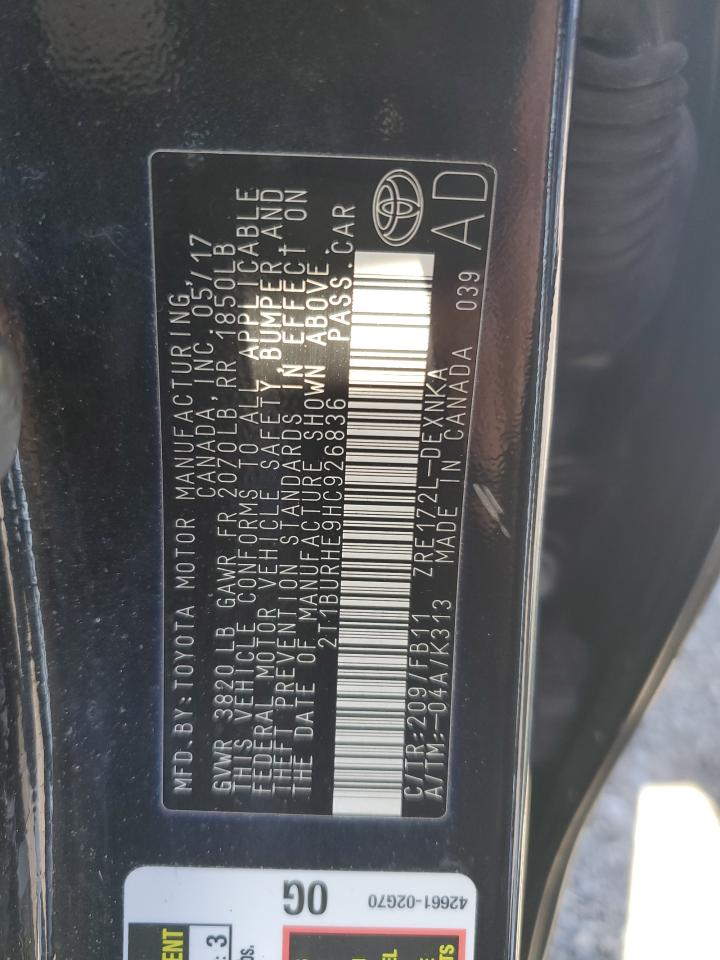 MFD.BY:TOYOTA MOTOR MANUFACTURING,
CANADA,INC. 05/17
GVWR 3820LB GAWR FR 2070LB,RR 1850LB
THIS VEHICLE CONFORMS TO ALL APPLICABLE
FEDERAL MOTOR VEHICLE SAFETY, BUMPER AND
THEFT PREVENTION STANDARDS IN EFFECT ON
THE DATE OF MANUFACTURE SHOWN ABOVE.
2T1BURHE9HC926836 PASS.CAR
C/TR:209/FB11 ZRE172L-DEXNKA
A/TM:-04A/K313 MADE IN CANADA 039
AD
0G
42661-02G70
: 3